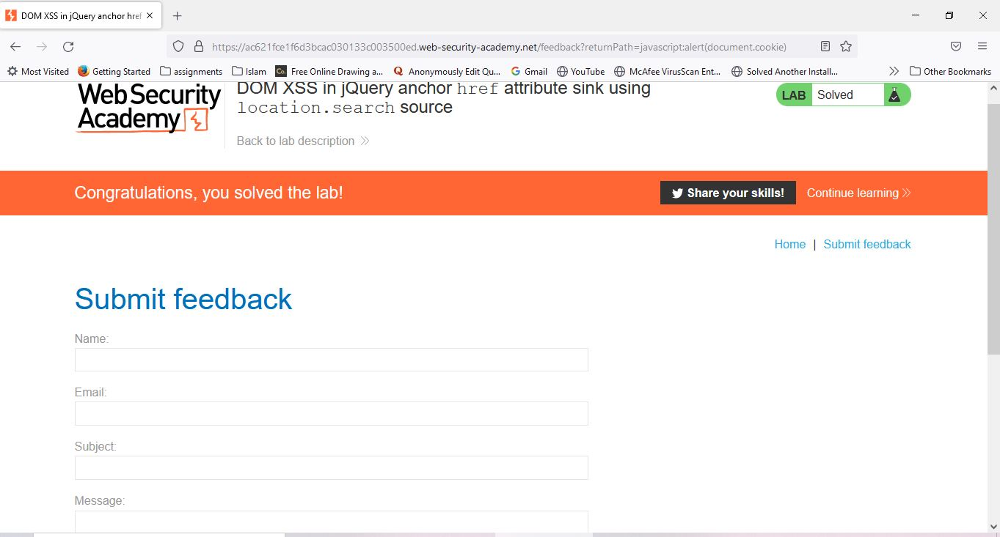 DOM XSS in jQuery anchor href
https://ac621fce1f6d3bcac030133c003500ed.web-security-academy.net/feedback?returnPath=javascript:alert(document.cookie)
Most Visited Getting Started assignments Islam Co. Free Online Drawing a... Anonymously Edit Qu... Gmail YouTube McAfee VirusScan Ent... Solved Another Install... Other Bookmarks
WebSecurity
Academy
DOM XSS in jQuery anchor href attribute sink using
location.search source
LAB Solved
Back to lab description
Congratulations, you solved the lab!
Share your skills! Continue learning
Home | Submit feedback
Submit feedback
Name:
Email:
Subject:
Message: